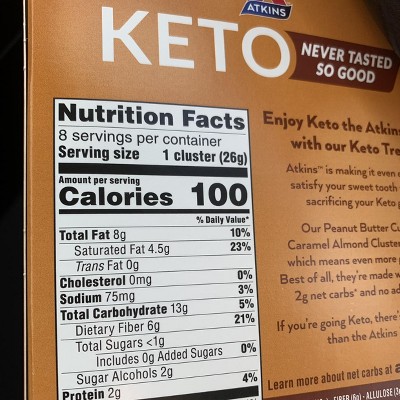 ATKINS
KETO
NEVER TASTED
SO GOOD
Nutrition Facts
8 servings per container
Serving size 1 cluster (26g)
Amount per serving
Calories 100
% Daily Value*
Total Fat 8g 10%
Saturated Fat 4.5g 23%
Trans Fat 0g
Cholesterol 0mg 0%
Sodium 75mg 3%
Total Carbohydrate 13g 5%
Dietary Fiber 6g 21%
Total Sugars <1g
Includes 0g Added Sugars 0%
Sugar Alcohols 2g
Protein 2g 4%
Enjoy Keto the Atkins
with our Keto Tre
Atkins™ is making it even
satisfy your sweet tooth
sacrificing your Keto
Our Peanut Butter Cu
Caramel Almond Cluster
which means even more
Best of all, they're made w
2g net carbs* and no ad
If you're going Keto, there'
than the Atkins
Learn more about net carbs at a
FIBER (6g) - ALLULOSE